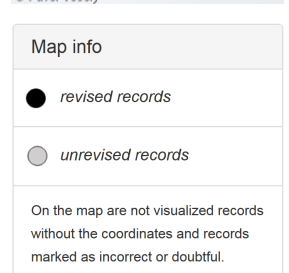 Map info
revised records
unrevised records
On the map are not visualized records
without the coordinates and records
marked as incorrect or doubtful.